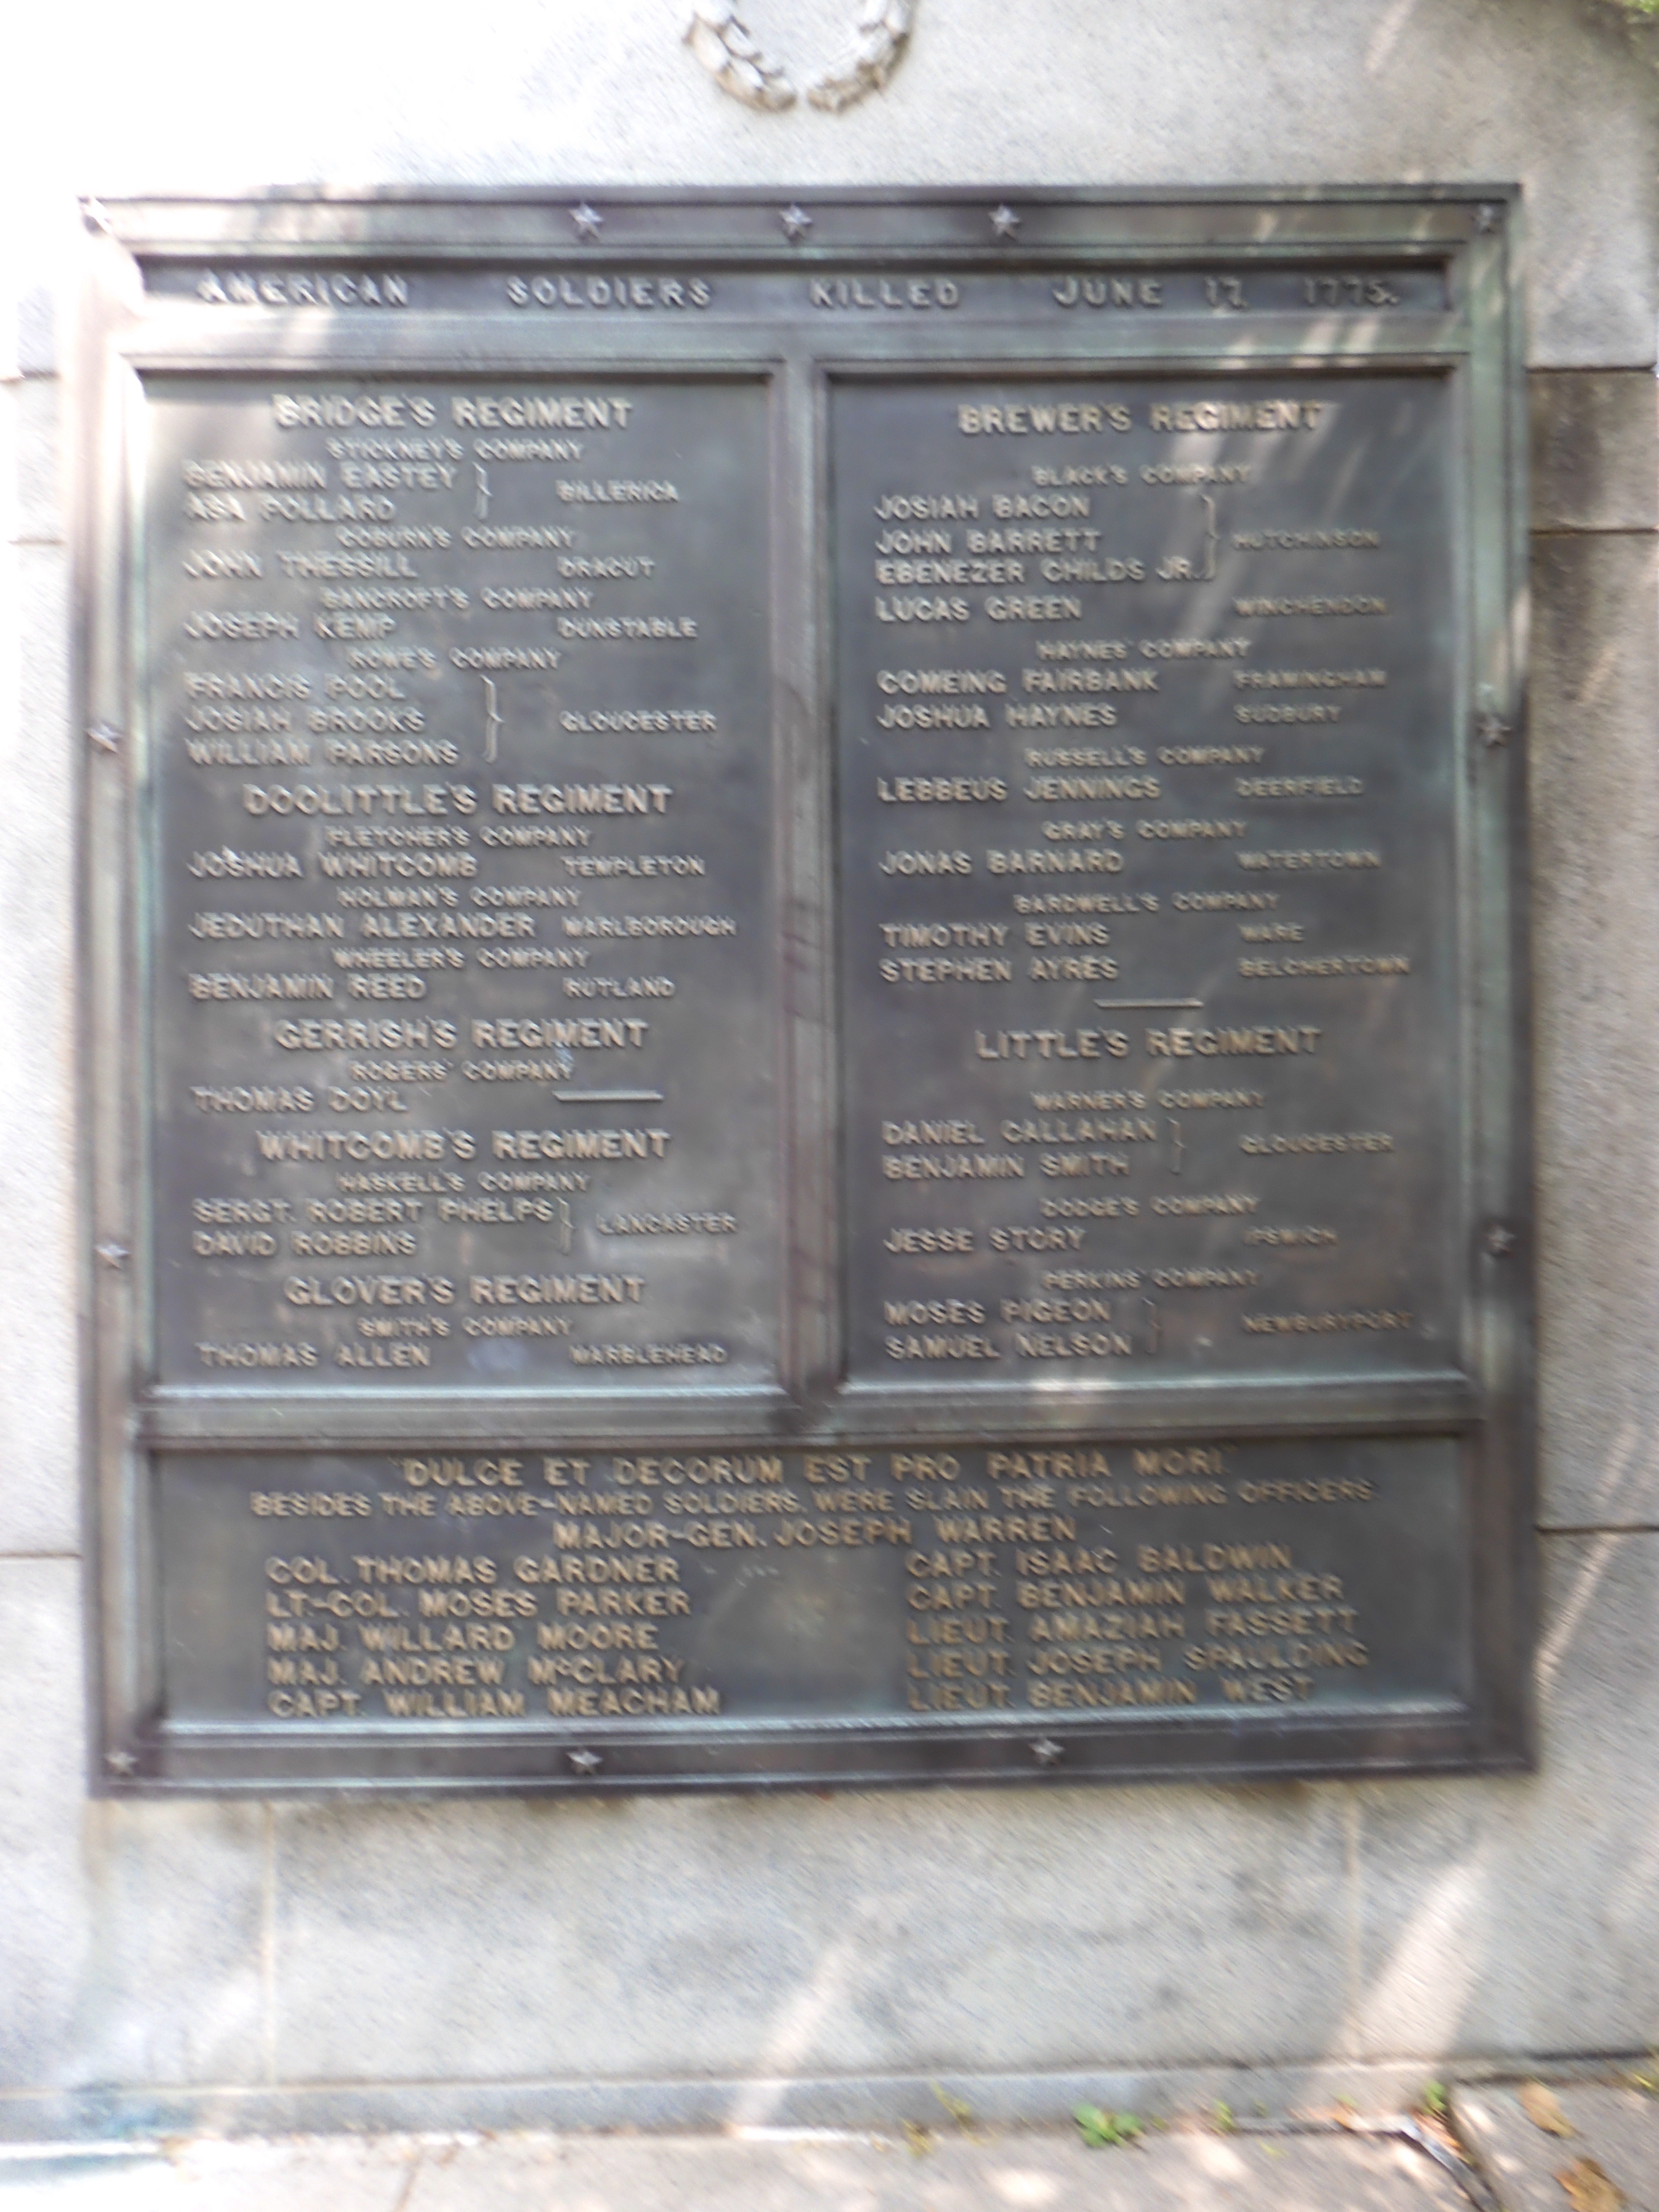 AMERICAN SOLDIERS KILLED JUNE 17, 1775.
BRIDGE'S REGIMENT
STICKNEY'S COMPANY
BENJAMIN EASTEY
ASA POLLARD
BILLERICA
COBURN'S COMPANY
JOHN THESSILL DRACUT
BANCROFT'S COMPANY
JOSEPH KEMP DUNSTABLE
ROWE'S COMPANY
FRANCIS POOL
JOSIAH BROOKS GLOUCESTER
WILLIAM PARSONS
DOOLITTLE'S REGIMENT
FLETCHER'S COMPANY
JOSHUA WHITCOMB TEMPLETON
HOLMAN'S COMPANY
JEDUTHAN ALEXANDER MARLBOROUGH
WHEELER'S COMPANY
BENJAMIN REED RUTLAND
GERRISH'S REGIMENT
ROGERS' COMPANY
THOMAS DOYL
WHITCOMB'S REGIMENT
HASKELL'S COMPANY
SERGT. ROBERT PHELPS
DAVID ROBBINS
LANCASTER
GLOVER'S REGIMENT
SMITH'S COMPANY
THOMAS ALLEN MARBLEHEAD
BREWER'S REGIMENT
BLACK'S COMPANY
JOSIAH BACON
JOHN BARRETT HUTCHINSON
EBENEZER CHILDS JR.
LUCAS GREEN WINCHENDON
HAYNES' COMPANY
COMEING FAIRBANK FRAMINGHAM
JOSHUA HAYNES SUDBURY
RUSSELL'S COMPANY
LEBBEUS JENNINGS DEERFIELD
GRAY'S COMPANY
JONAS BARNARD WATERTOWN
BARDWELL'S COMPANY
TIMOTHY EVINS WARE
STEPHEN AYRES BELCHERTOWN
LITTLE'S REGIMENT
WARNER'S COMPANY
DANIEL CALLAHAN
BENJAMIN SMITH
GLOUCESTER
DODGE'S COMPANY
JESSE STORY IPSWICH
PERKINS' COMPANY
MOSES PIGEON
SAMUEL NELSON
NEWBURYPORT
"DULCE ET DECORUM EST PRO PATRIA MORI."
BESIDES THE ABOVE-NAMED SOLDIERS, WERE SLAIN THE FOLLOWING OFFICERS
MAJOR-GEN. JOSEPH WARREN
COL. THOMAS GARDNER
LT.-COL. MOSES PARKER
MAJ. WILLARD MOORE
MAJ. ANDREW McCLARY
CAPT. WILLIAM MEACHAM
CAPT. ISAAC BALDWIN
CAPT. BENJAMIN WALKER
LIEUT. AMAZIAH FASSETT
LIEUT. JOSEPH SPAULDING
LIEUT. BENJAMIN WEST